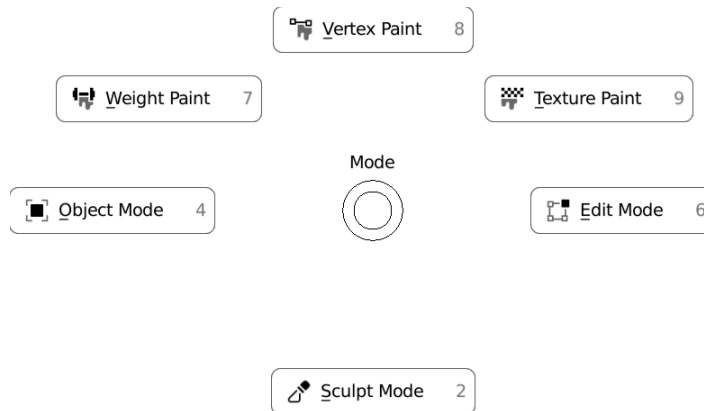 Vertex Paint 8
Weight Paint 7
Texture Paint 9
Mode
Object Mode 4
Edit Mode 6
Sculpt Mode 2